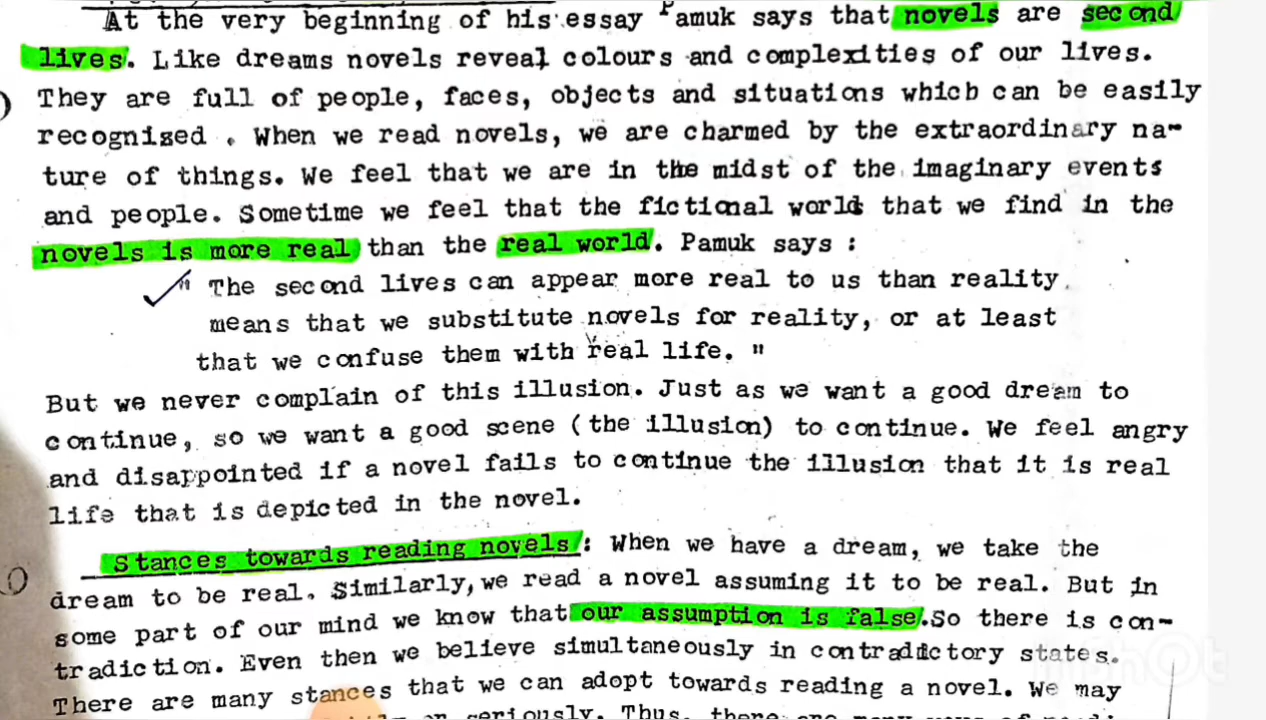 At the very beginning of his essay Pamuk says that novels are second
lives. Like dreams novels reveal colours and complexities of our lives.
They are full of people, faces, objects and situations which can be easily
recognised . When we read novels, we are charmed by the extraordinary na-
ture of things. We feel that we are in the midst of the imaginary events
and people. Sometime we feel that the fictional world that we find in the
novels is more real than the real world. Pamuk says :
" The second lives can appear more real to us than reality
means that we substitute novels for reality, or at least
that we confuse them with real life. "
But we never complain of this illusion. Just as we want a good dream to
continue, so we want a good scene (the illusion) to continue. We feel angry
and disappointed if a novel fails to continue the illusion that it is real
life that is depicted in the novel.
Stances towards reading novels : When we have a dream, we take the
dream to be real. Similarly, we read a novel assuming it to be real. But in
some part of our mind we know that our assumption is false. So there is con-
tradiction. Even then we believe simultaneously in contradictory states.
There are many stances that we can adopt towards reading a novel. We may
or seriously. Thus, there are many ways of